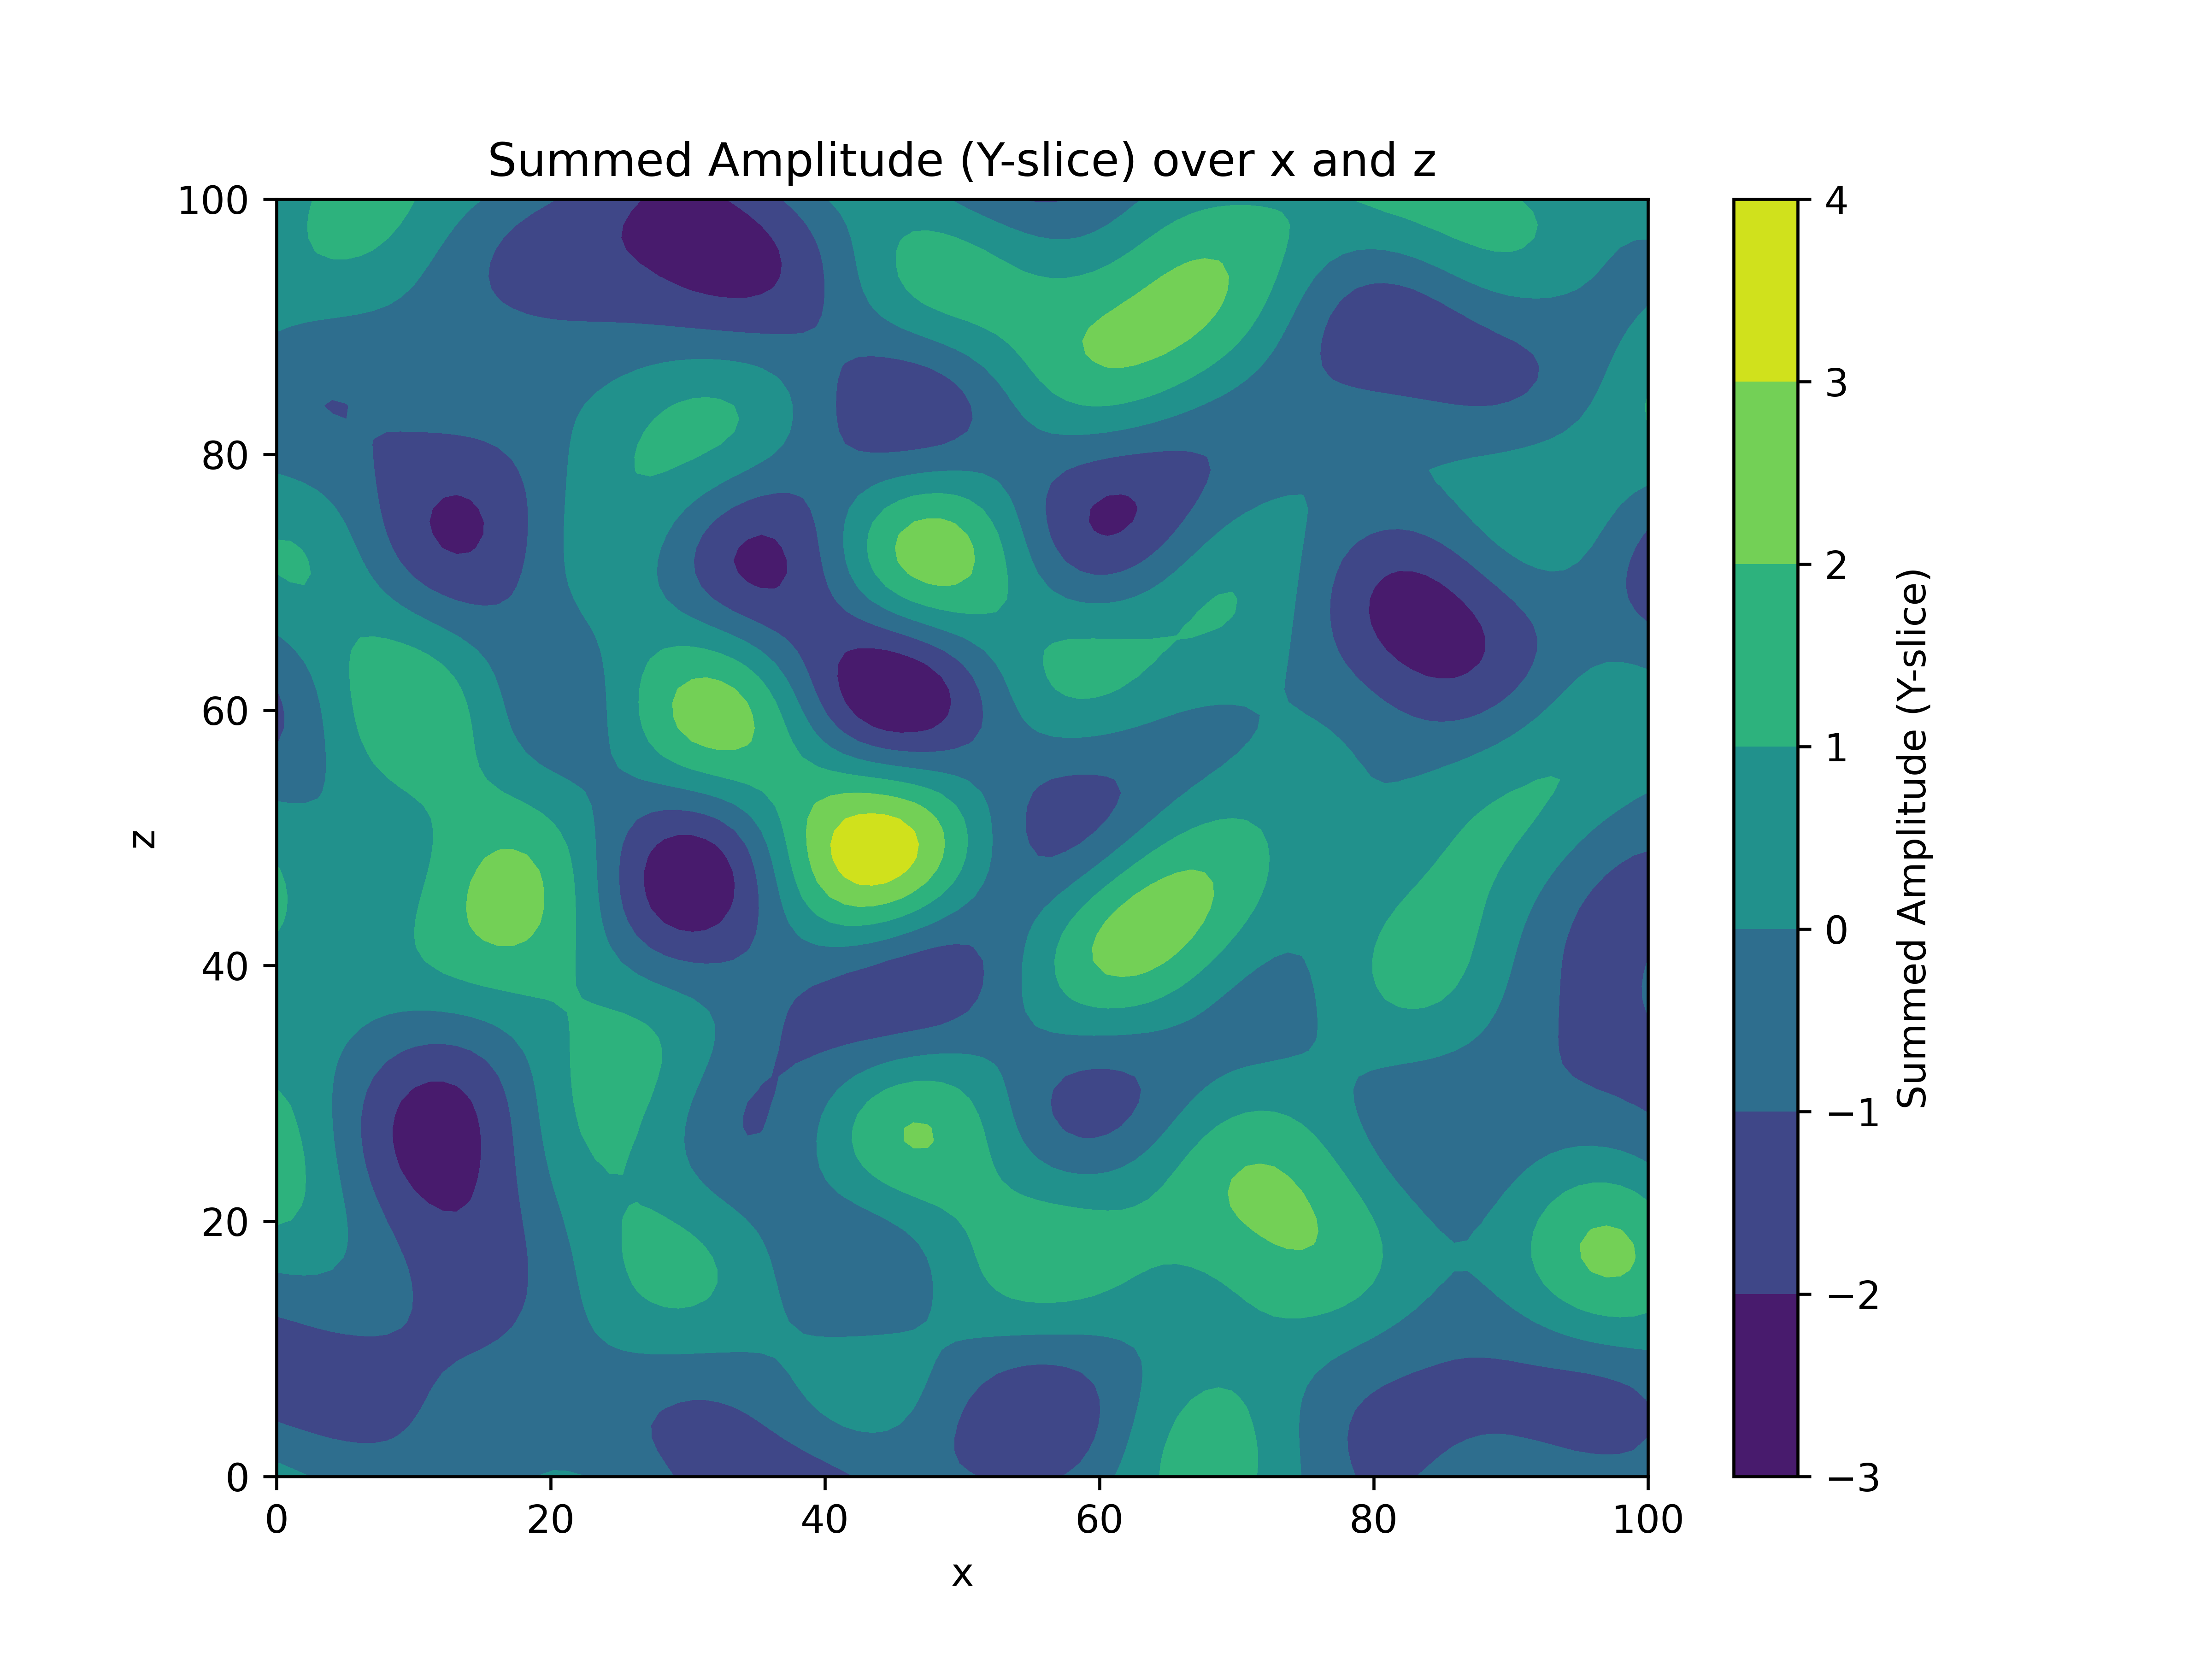 Summed Amplitude (Y-slice) over x and z
100
80
60
40
20
0
z
0 20 40 60 80 100
x
4
3
2
1
0
−1
−2
−3
Summed Amplitude (Y-slice)